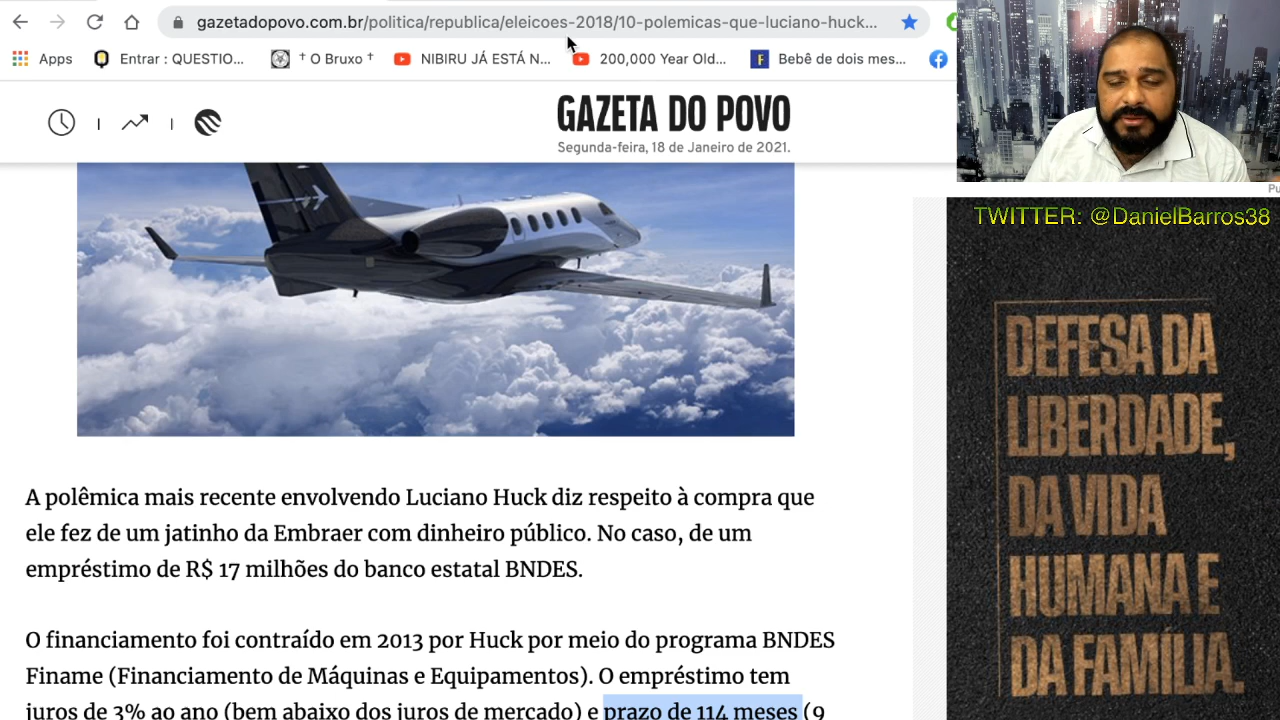 gazetadopovo.com.br/politica/republica/eleicoes-2018/10-polemicas-que-luciano-huck...
Apps
Entrar : QUESTIO...
† O Bruxo †
NIBIRU JÁ ESTÁ N...
200,000 Year Old...
Bebê de dois mes...
GAZETA DO POVO
Segunda-feira, 18 de Janeiro de 2021.
Pu
TWITTER: @DanielBarros38
DEFESA DA
LIBERDADE,
DA VIDA
HUMANA E
DA FAMÍLIA.
A polêmica mais recente envolvendo Luciano Huck diz respeito à compra que
ele fez de um jatinho da Embraer com dinheiro público. No caso, de um
empréstimo de R$ 17 milhões do banco estatal BNDES.
O financiamento foi contraído em 2013 por Huck por meio do programa BNDES
Finame (Financiamento de Máquinas e Equipamentos). O empréstimo tem
juros de 3% ao ano (bem abaixo dos juros de mercado) e prazo de 114 meses (9